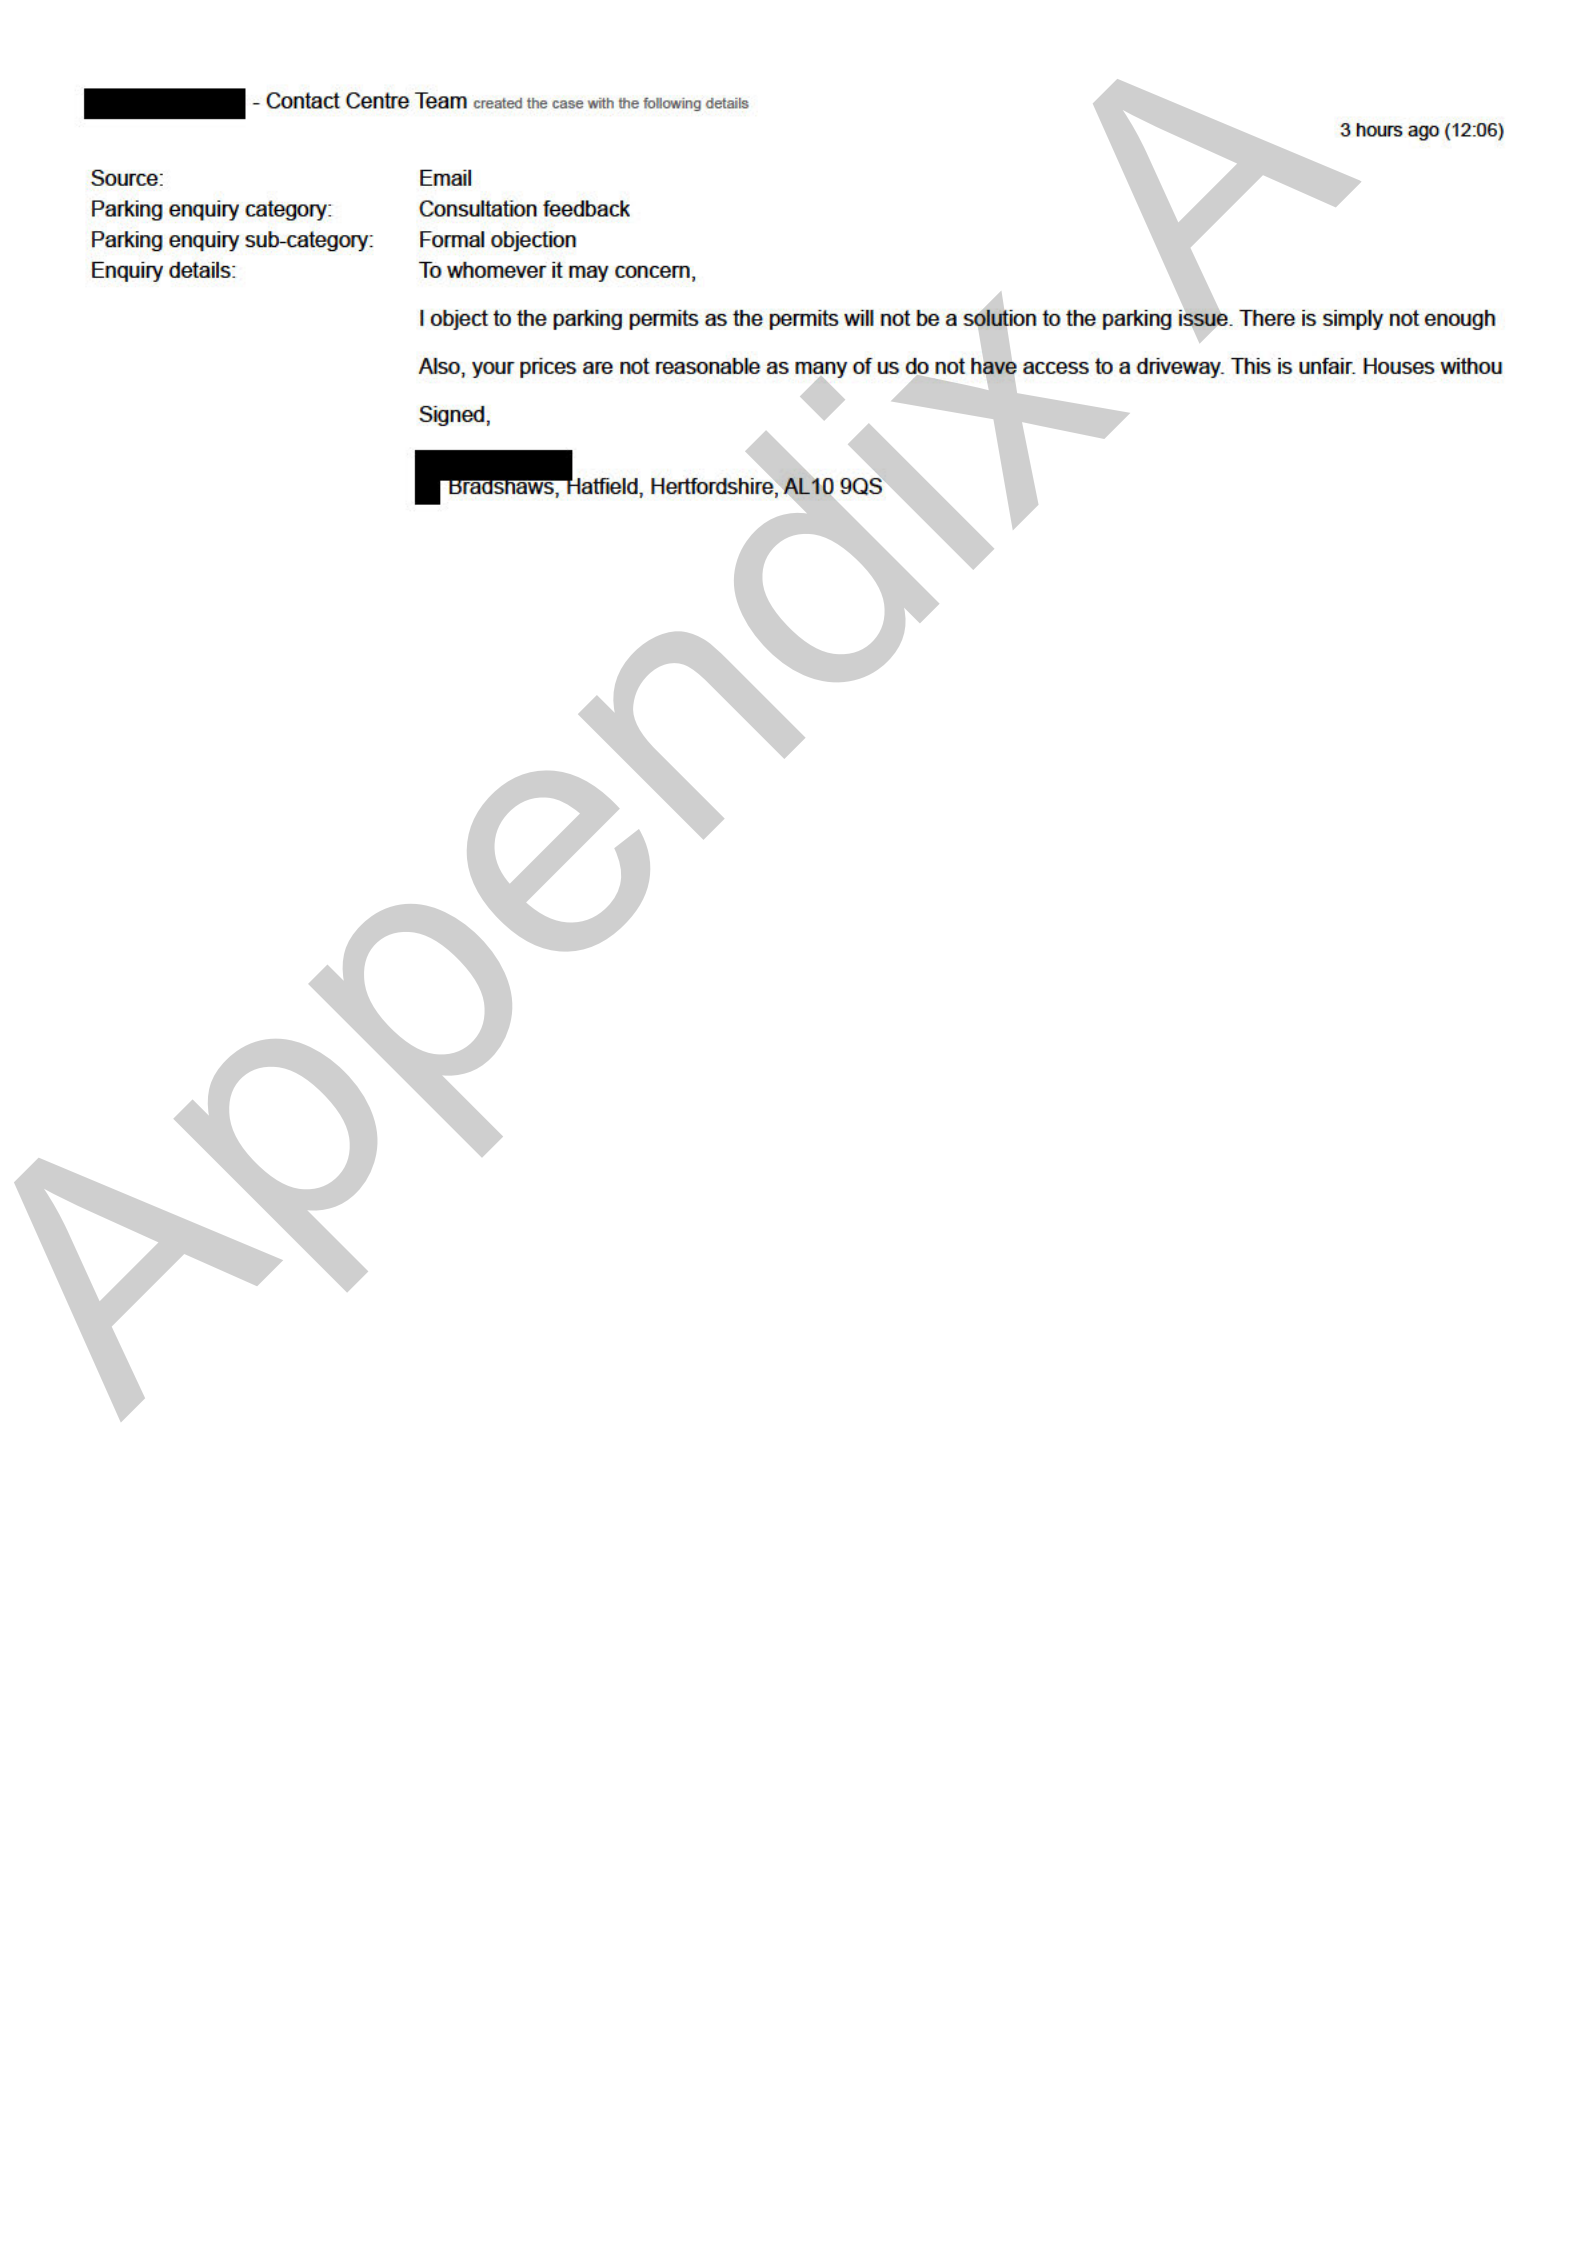 - Contact Centre Team created the case with the following details
3 hours ago (12:06)
Source: Email
Parking enquiry category: Consultation feedback
Parking enquiry sub-category: Formal objection
Enquiry details: To whomever it may concern,
I object to the parking permits as the permits will not be a solution to the parking issue. There is simply not enough
Also, your prices are not reasonable as many of us do not have access to a driveway. This is unfair. Houses withou
Signed,
Bradshaws, Hatfield, Hertfordshire, AL10 9QS
Appendix A